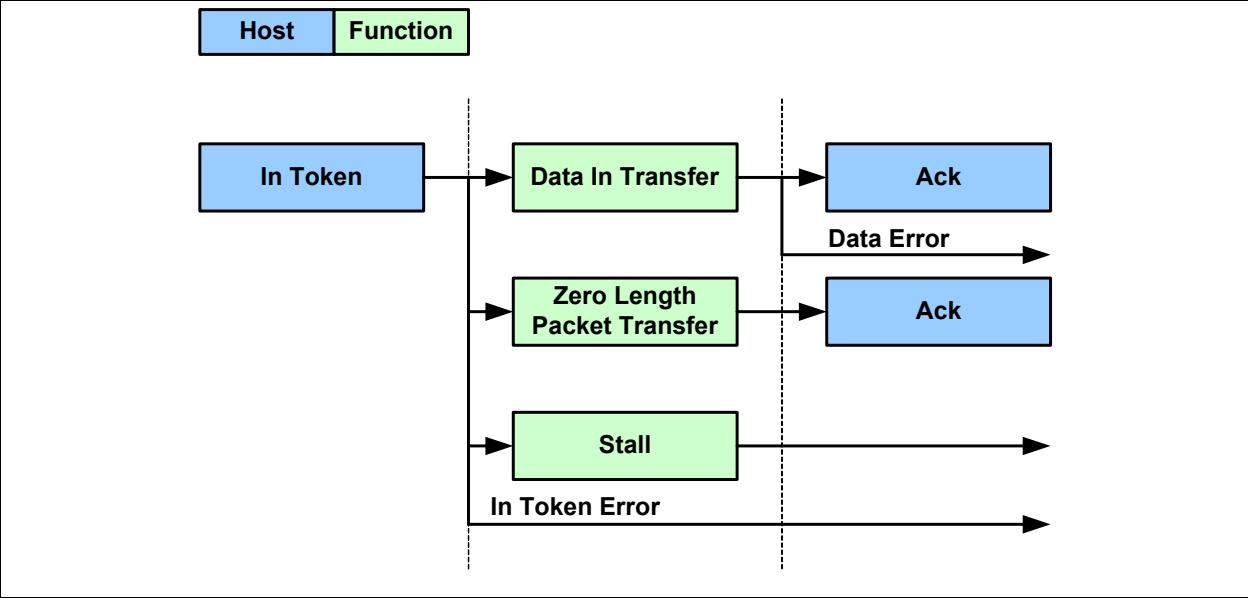 Host
Function
In Token
Data In Transfer
Ack
Data Error
Zero Length
Packet Transfer
Ack
Stall
In Token Error